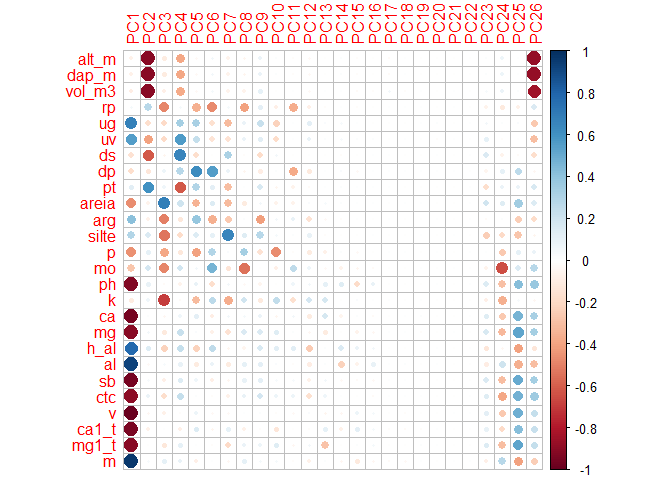 PC1 PC2 PC3 PC4 PC5 PC6 PC7 PC8 PC9 PC10 PC11 PC12 PC13 PC14 PC15 PC16 PC17 PC18 PC19 PC20 PC21 PC22 PC23 PC24 PC25 PC26
alt_m
dap_m
vol_m3
rp
ug
uv
ds
dp
pt
areia
arg
silte
p
mo
ph
k
ca
mg
h_al
al
sb
ctc
v
ca1_t
mg1_t
m
1
0.8
0.6
0.4
0.2
0
-0.2
-0.4
-0.6
-0.8
-1